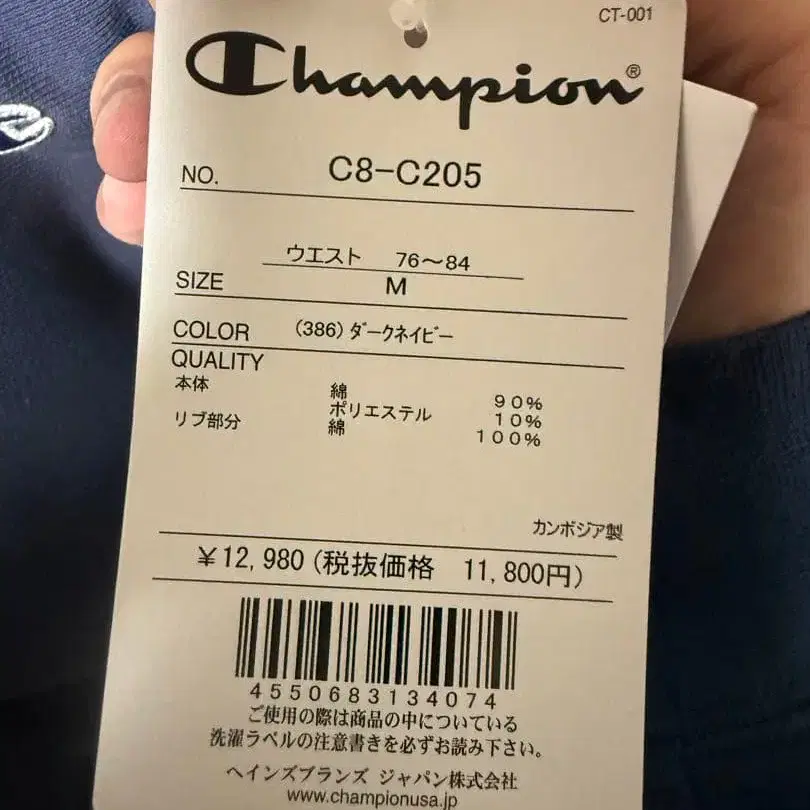 CT-001
Champion®
NO. C8-C205
ウエスト 76～84
SIZE M
COLOR (386)ダークネイビー
QUALITY
本体 綿 90%
ポリエステル 10%
リブ部分 綿 100%
カンボジア製
￥12,980(税抜価格 11,800円)
4550683134074
ご使用の際は商品の中についている
洗濯ラベルの注意書きを必ずお読み下さい。
ヘインズブランズ ジャパン株式会社
www.championusa.jp